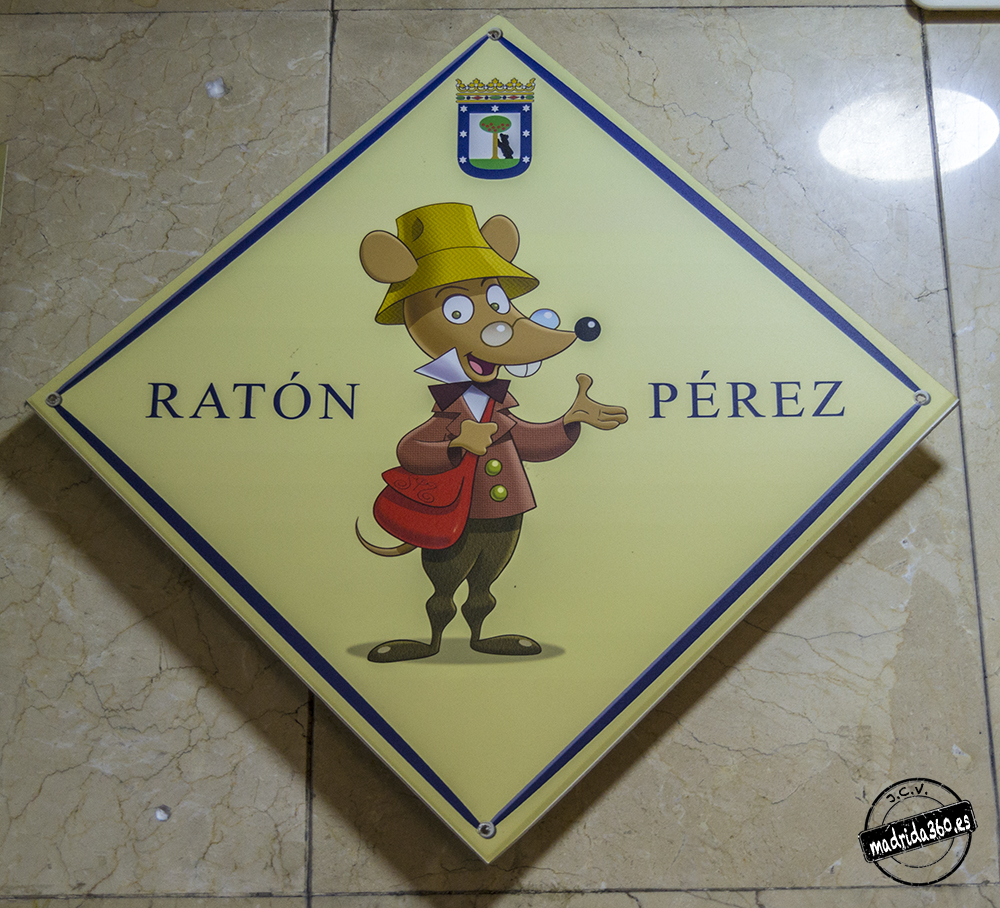 RATÓN PÉREZ
J.C.V.
madrida360.es